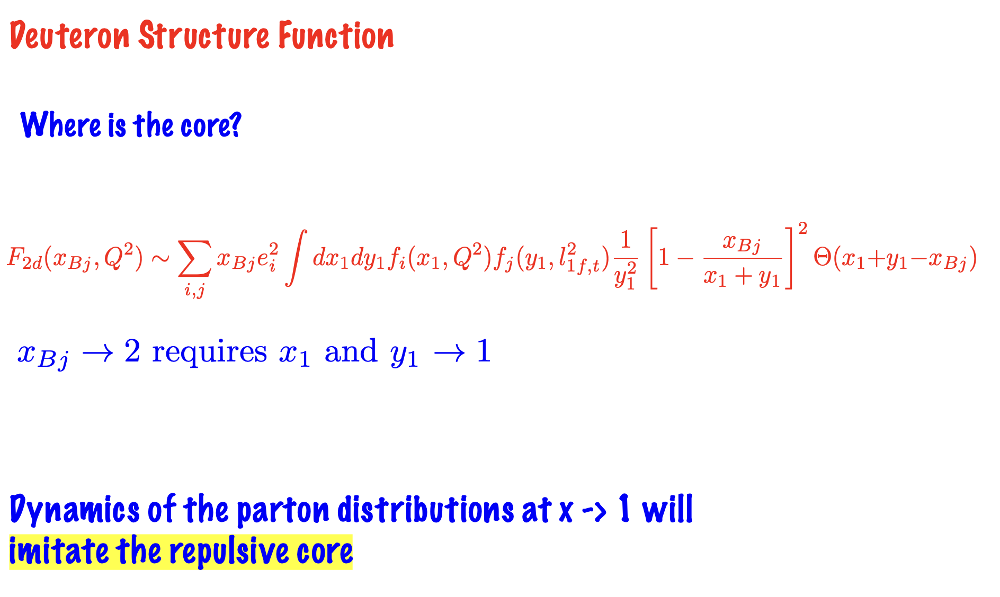 Deuteron Structure Function
Where is the core?
$F_{2d}(x_{Bj}, Q^2) \sim \sum_{i,j} x_{Bj} e_i^2 \int dx_1 dy_1 f_i(x_1, Q^2) f_j(y_1, l_{1f,t}^2) \frac{1}{y_1^2} \left[ 1 - \frac{x_{Bj}}{x_1 + y_1} \right]^2 \Theta(x_1 + y_1 - x_{Bj})$
$x_{Bj} \to 2$ requires $x_1$ and $y_1 \to 1$
Dynamics of the parton distributions at x -> 1 will
imitate the repulsive core